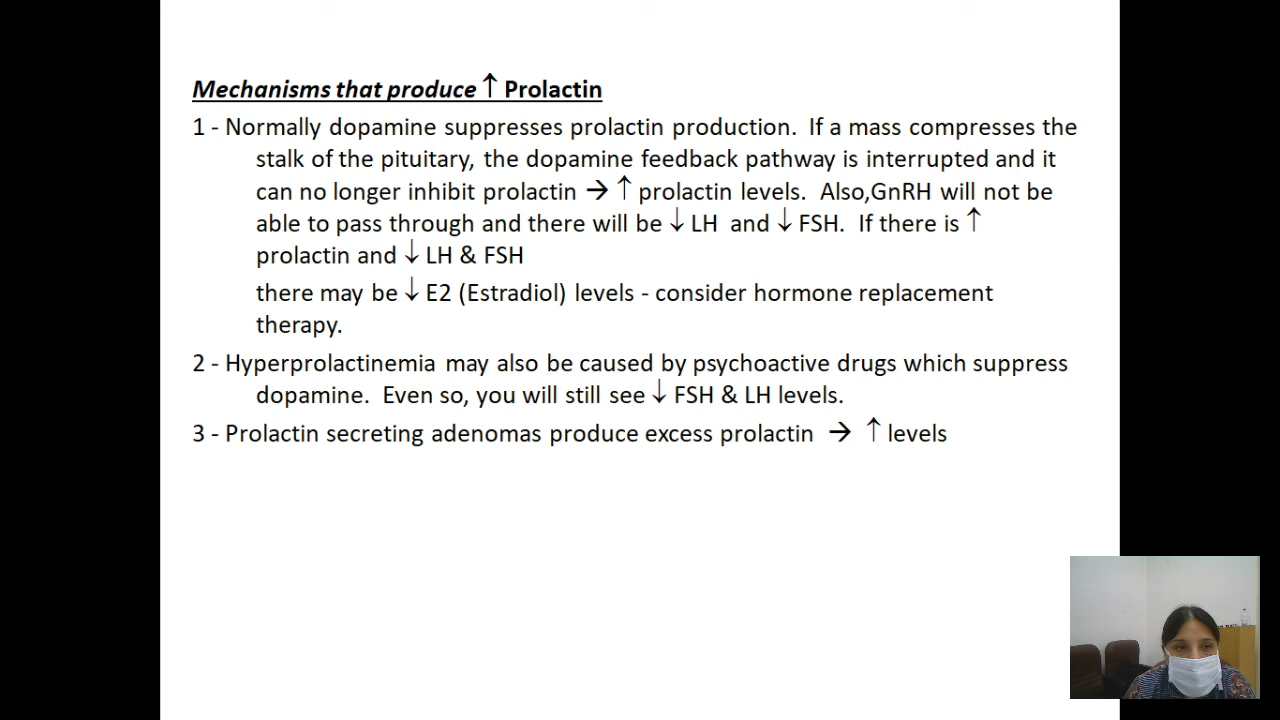 Mechanisms that produce ↑ Prolactin
1 - Normally dopamine suppresses prolactin production.  If a mass compresses the
stalk of the pituitary, the dopamine feedback pathway is interrupted and it
can no longer inhibit prolactin → ↑ prolactin levels.  Also,GnRH will not be
able to pass through and there will be ↓ LH  and ↓ FSH.  If there is ↑
prolactin and ↓ LH & FSH
there may be ↓ E2 (Estradiol) levels - consider hormone replacement
therapy.
2 - Hyperprolactinemia may also be caused by psychoactive drugs which suppress
dopamine.  Even so, you will still see ↓ FSH & LH levels.
3 - Prolactin secreting adenomas produce excess prolactin  →  ↑ levels